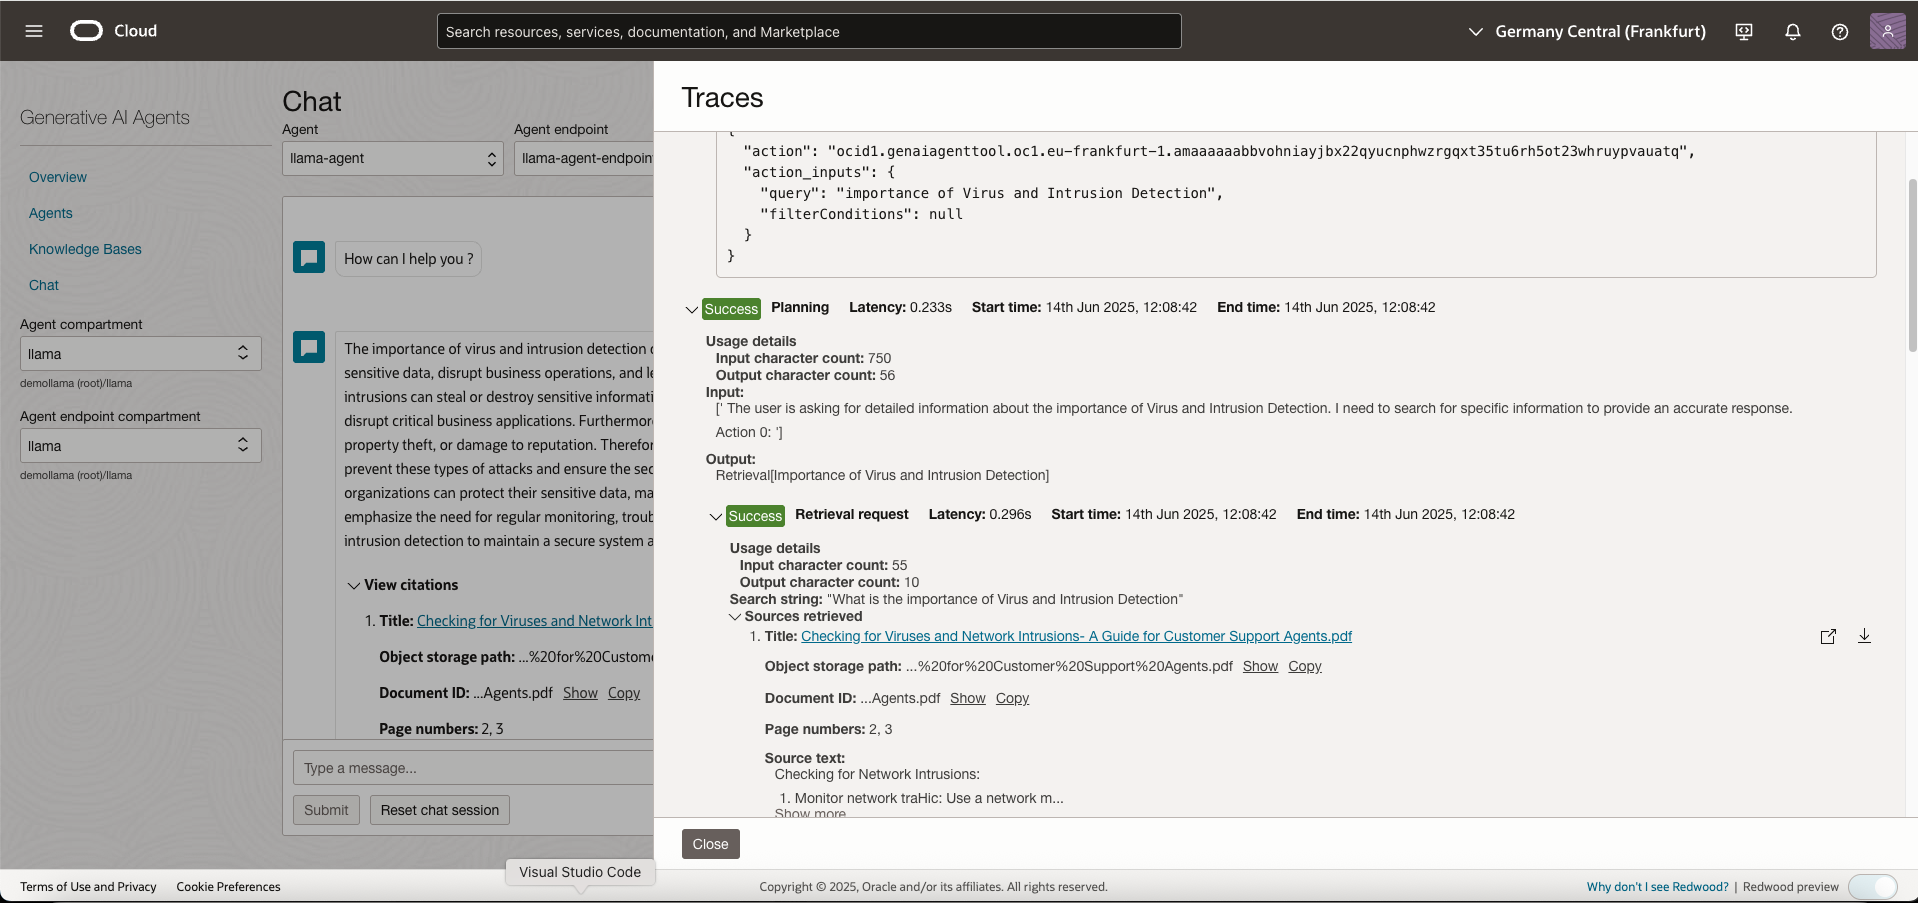 Cloud
Search resources, services, documentation, and Marketplace
Germany Central (Frankfurt)
Generative AI Agents
Overview
Agents
Knowledge Bases
Chat
Agent compartment
llama
demollama (root)/llama
Agent endpoint compartment
llama
demollama (root)/llama
Chat
Agent
Agent endpoint
llama-agent
llama-agent-endpoin
How can I help you ?
The importance of virus and intrusion detection
sensitive data, disrupt business operations, and
intrusions can steal or destroy sensitive informati
disrupt critical business applications. Furthermor
property theft, or damage to reputation. Therefor
prevent these types of attacks and ensure the sec
organizations can protect their sensitive data, ma
emphasize the need for regular monitoring, troub
intrusion detection to maintain a secure system a
View citations
1. Title: Checking for Viruses and Network Int
Object storage path: ...%20for%20Custome
Document ID: ...Agents.pdf Show Copy
Page numbers: 2, 3
Type a message...
Submit
Reset chat session
Traces
{
"action": "ocid1.genaiagenttool.oc1.eu-frankfurt-1.amaaaaaabbvohniayjbx22qyucnphwzrgqxt35tu6rh5ot23whruypvauatq",
"action_inputs": {
"query": "importance of Virus and Intrusion Detection",
"filterConditions": null
}
}
Success Planning Latency: 0.233s Start time: 14th Jun 2025, 12:08:42 End time: 14th Jun 2025, 12:08:42
Usage details
Input character count: 750
Output character count: 56
Input:
[' The user is asking for detailed information about the importance of Virus and Intrusion Detection. I need to search for specific information to provide an accurate response.
Action 0: ']
Output:
Retrieval[Importance of Virus and Intrusion Detection]
Success Retrieval request Latency: 0.296s Start time: 14th Jun 2025, 12:08:42 End time: 14th Jun 2025, 12:08:42
Usage details
Input character count: 55
Output character count: 10
Search string: "What is the importance of Virus and Intrusion Detection"
Sources retrieved
1. Title: Checking for Viruses and Network Intrusions- A Guide for Customer Support Agents.pdf
Object storage path: ...%20for%20Customer%20Support%20Agents.pdf Show Copy
Document ID: ...Agents.pdf Show Copy
Page numbers: 2, 3
Source text:
Checking for Network Intrusions:
1. Monitor network traHic: Use a network m...
Show more
Close
Visual Studio Code
Terms of Use and Privacy
Cookie Preferences
Copyright © 2025, Oracle and/or its affiliates. All rights reserved.
Why don't I see Redwood? | Redwood preview